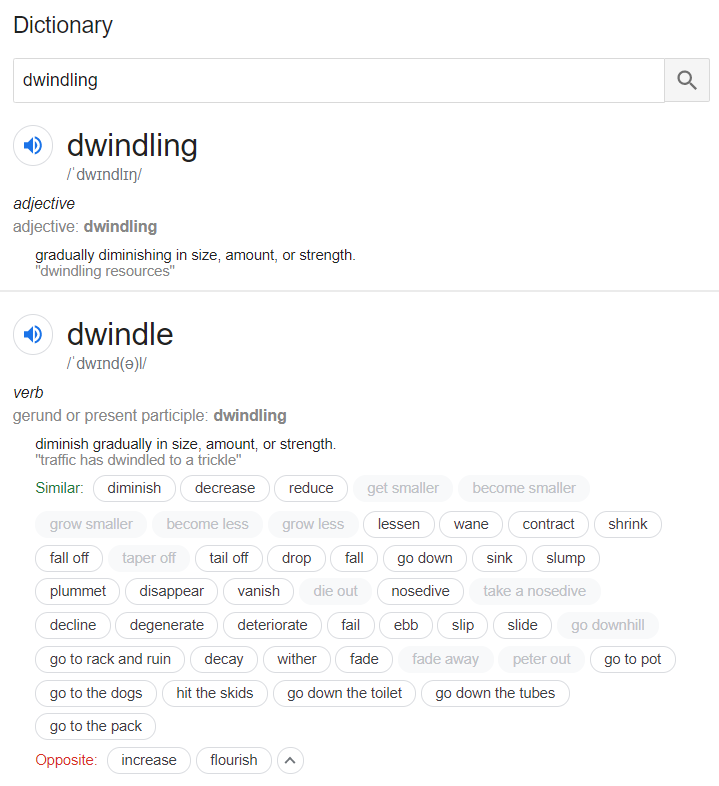 Dictionary
dwindling
dwindling
/ˈdwɪndlɪŋ/
adjective
adjective: dwindling
gradually diminishing in size, amount, or strength.
"dwindling resources"
dwindle
/ˈdwɪnd(ə)l/
verb
gerund or present participle: dwindling
diminish gradually in size, amount, or strength.
"traffic has dwindled to a trickle"
Similar: diminish decrease reduce get smaller become smaller
grow smaller become less grow less lessen wane contract shrink
fall off taper off tail off drop fall go down sink slump
plummet disappear vanish die out nosedive take a nosedive
decline degenerate deteriorate fail ebb slip slide go downhill
go to rack and ruin decay wither fade fade away peter out go to pot
go to the dogs hit the skids go down the toilet go down the tubes
go to the pack
Opposite: increase flourish